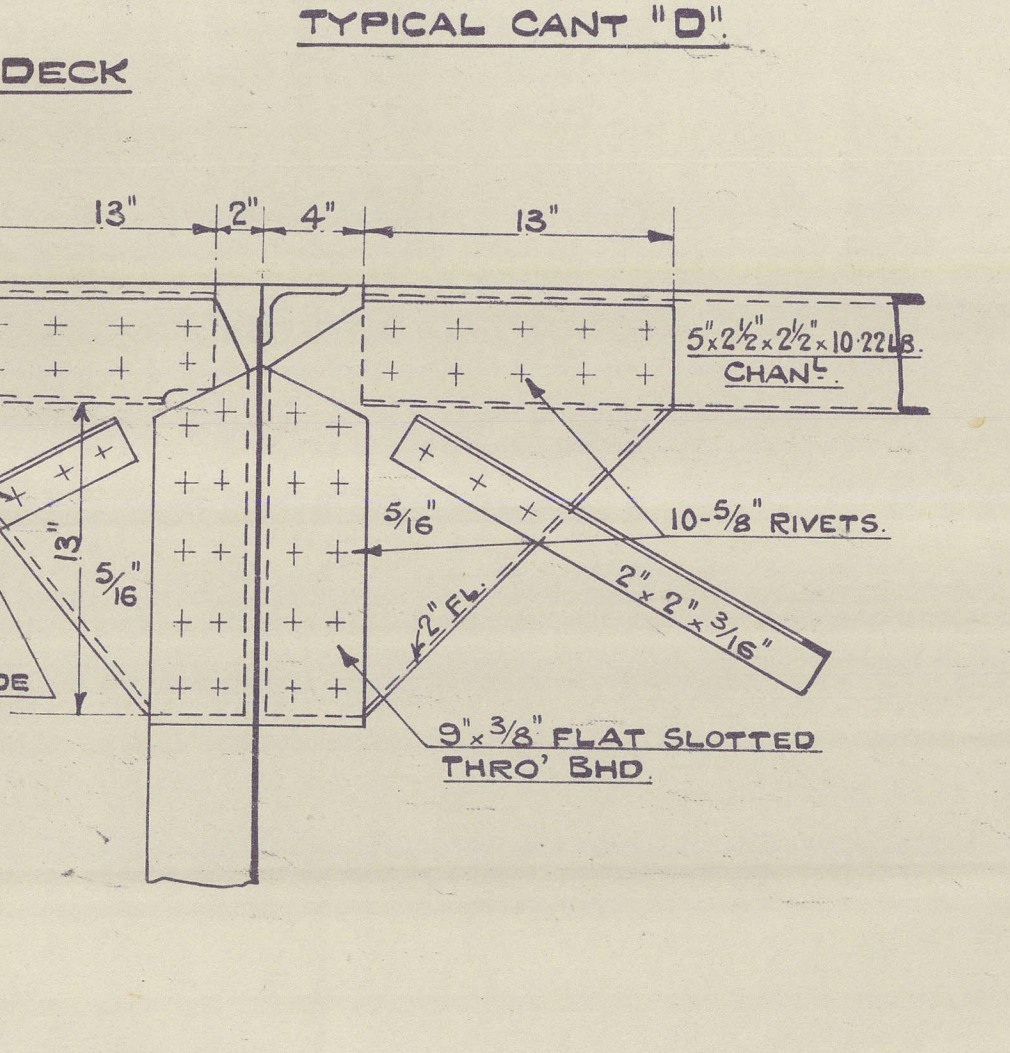 TYPICAL CANT "D".
DECK
13" 2" 4" 13"
5"x2½"x2½"x10·22LB.
CHANL.
13"
5/16"
5/16"
10-5/8" RIVETS.
2" FL.
2"x2"x3/16"
DE
9"x3/8" FLAT SLOTTED
THRO' BHD.